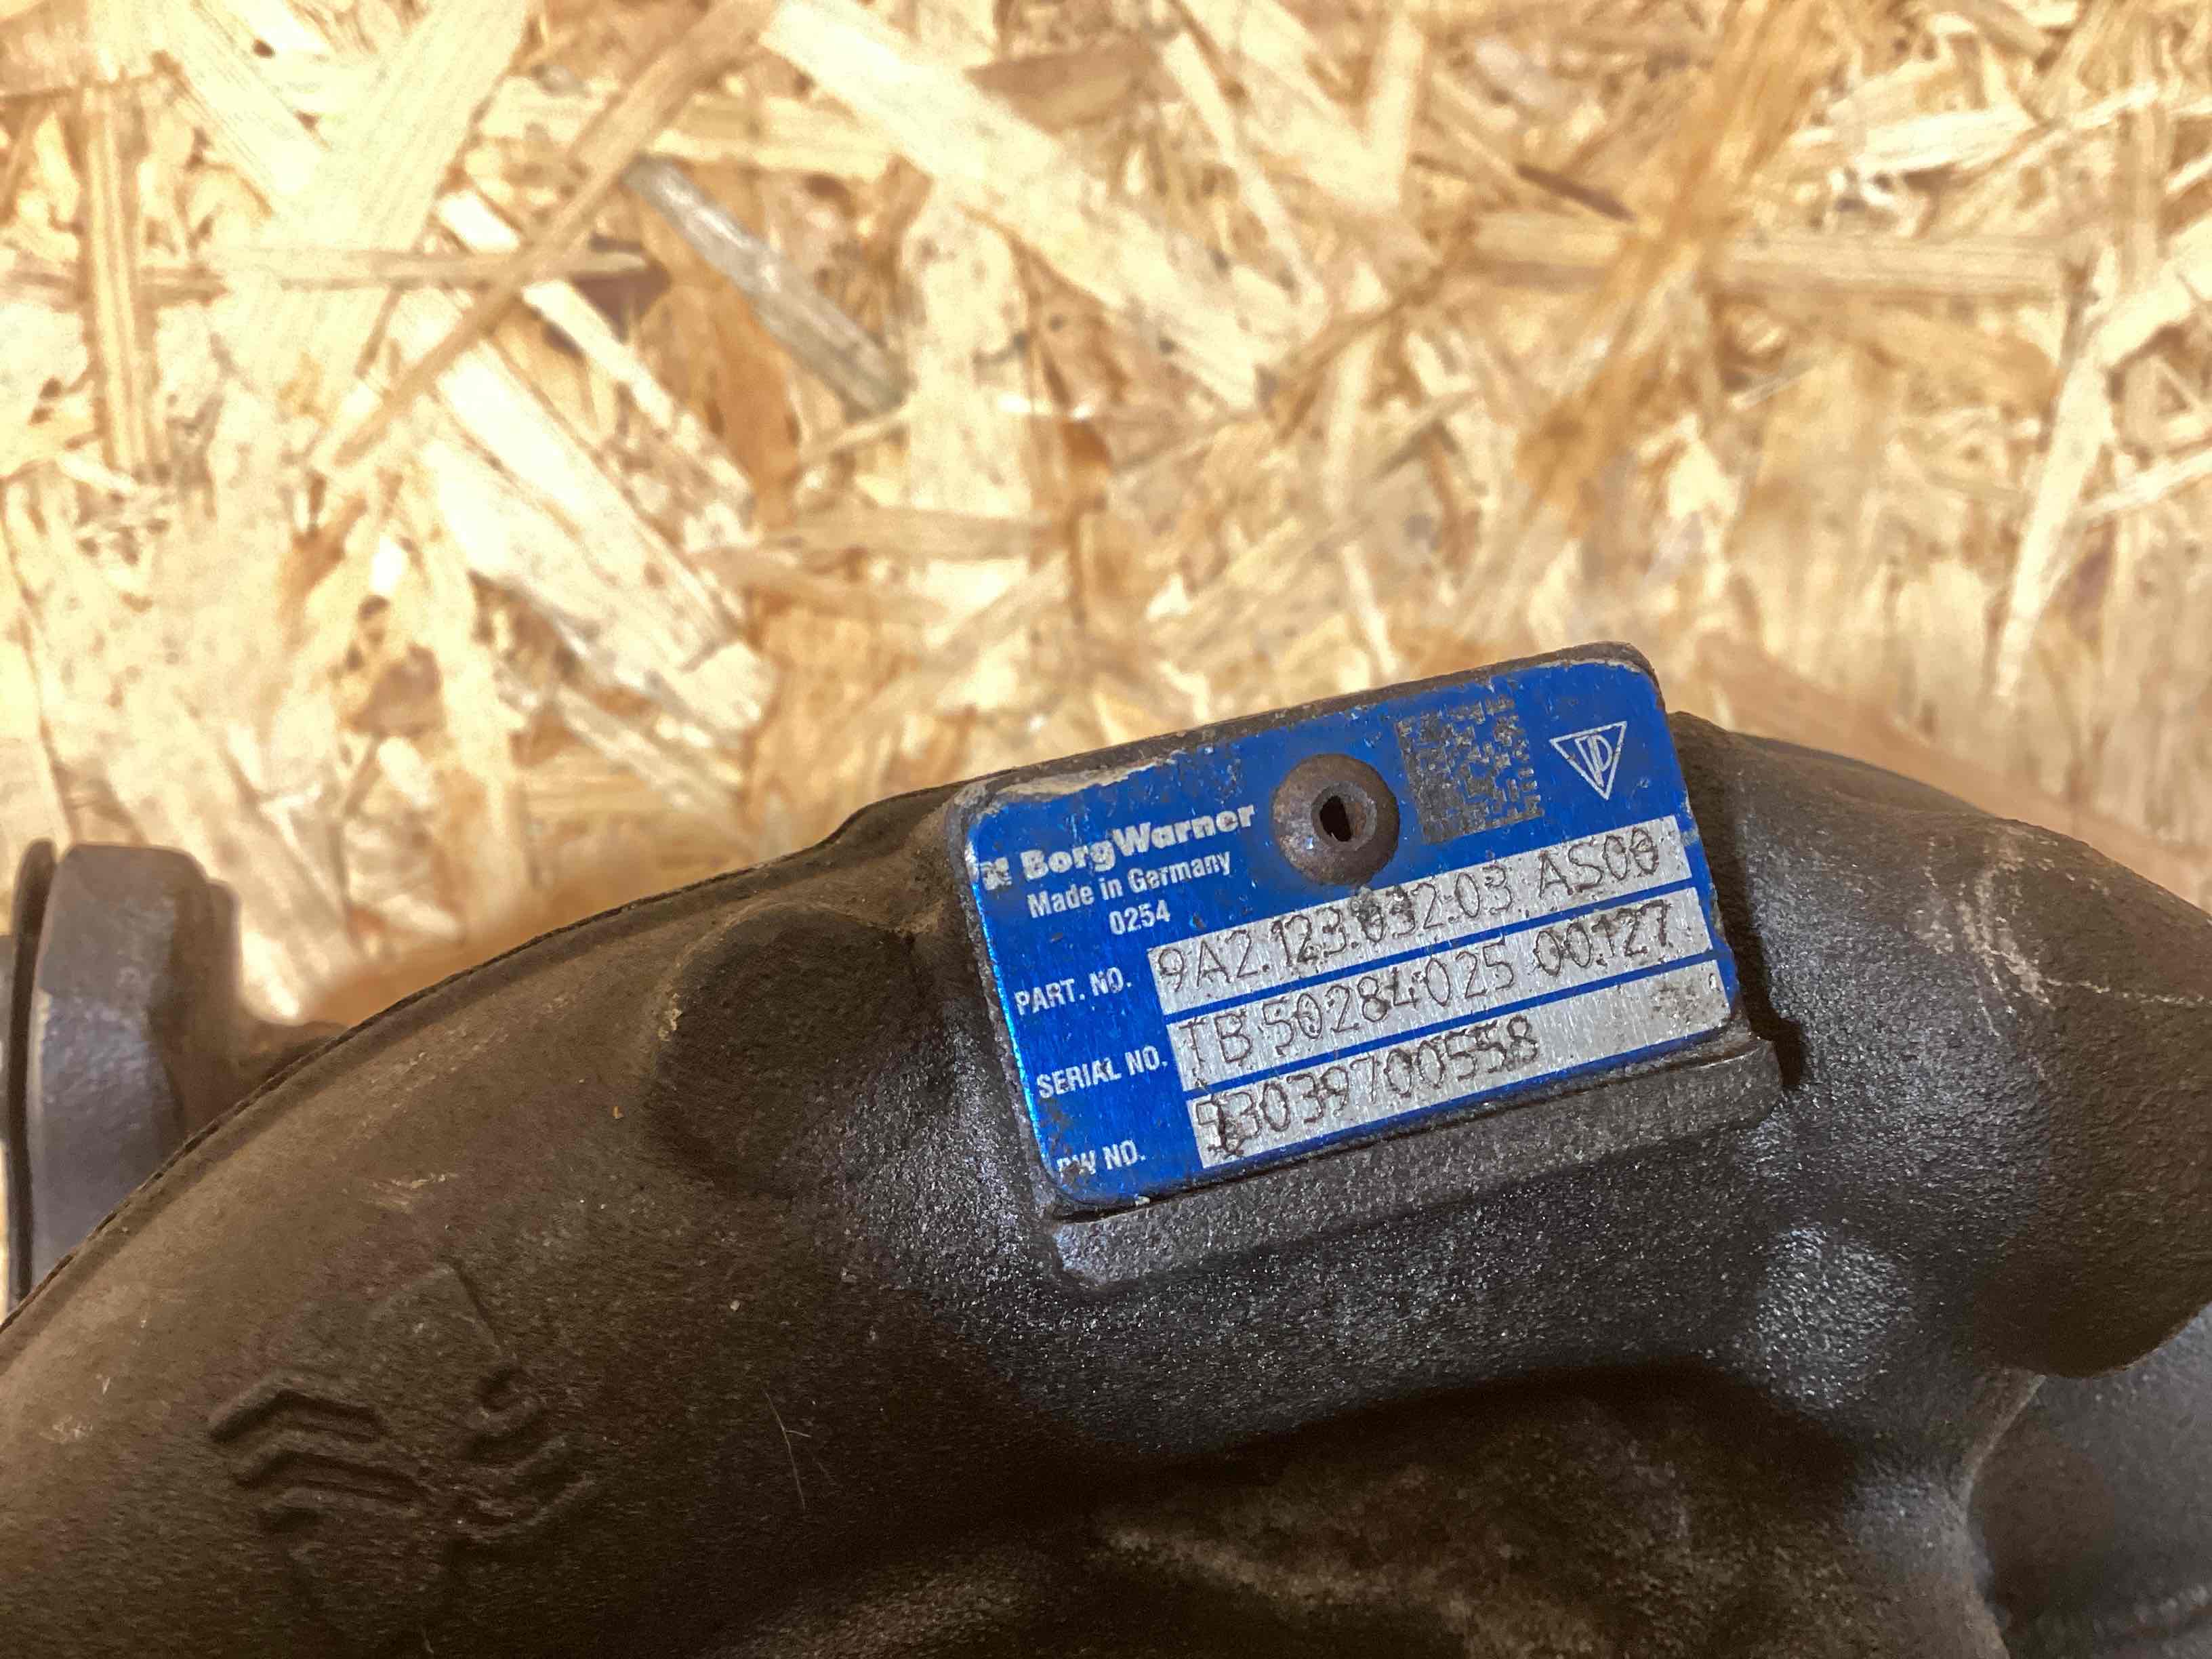 BorgWarner
Made in Germany
0254
PART. NO. 9A2.123.032.03 AS00
SERIAL NO. TB 50284025 00127
BW NO. 93039700558